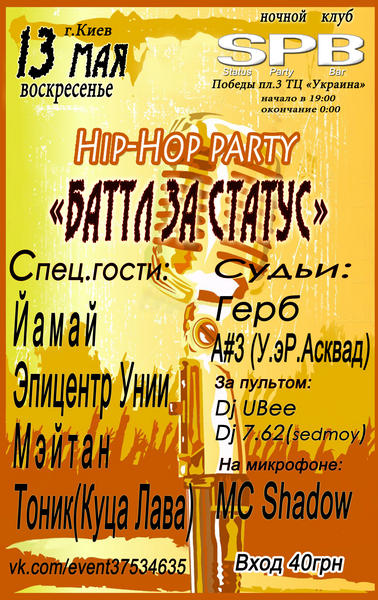 г.Киев
13 МАЯ
воскресенье
ночной клуб
SPB
Status Party Bar
Победы пл.3 ТЦ «Украина»
начало в 19:00
окончание 0:00
HIP-HOP PARTY
«БАТТЛ ЗА СТАТУС»
Спец.гости:
Йамай
Эпицентр Унии
Мэйтан
Тоник(Куца Лава)
Судьи:
Герб
А#3 (У.эР.Асквад)
За пультом:
Dj UBee
Dj 7.62(sedmoy)
На микрофоне:
MC Shadow
vk.com/event37534635
Вход 40грн